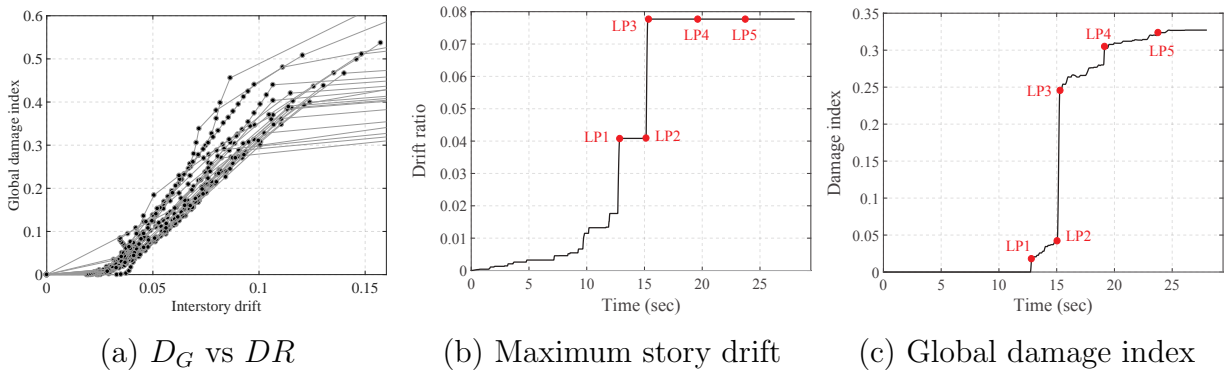 0.6
0.5
0.4
0.3
0.2
0.1
0
0
0.05
0.1
0.15
Global damage index
Interstory drift
(a) D_G vs DR
0.08
0.07
0.06
0.05
0.04
0.03
0.02
0.01
0.00
0
5
10
15
20
25
Drift ratio
Time (sec)
LP1
LP2
LP3
LP4
LP5
(b) Maximum story drift
0.35
0.30
0.25
0.20
0.15
0.10
0.05
0
0
5
10
15
20
25
Damage index
Time (sec)
LP1
LP2
LP3
LP4
LP5
(c) Global damage index